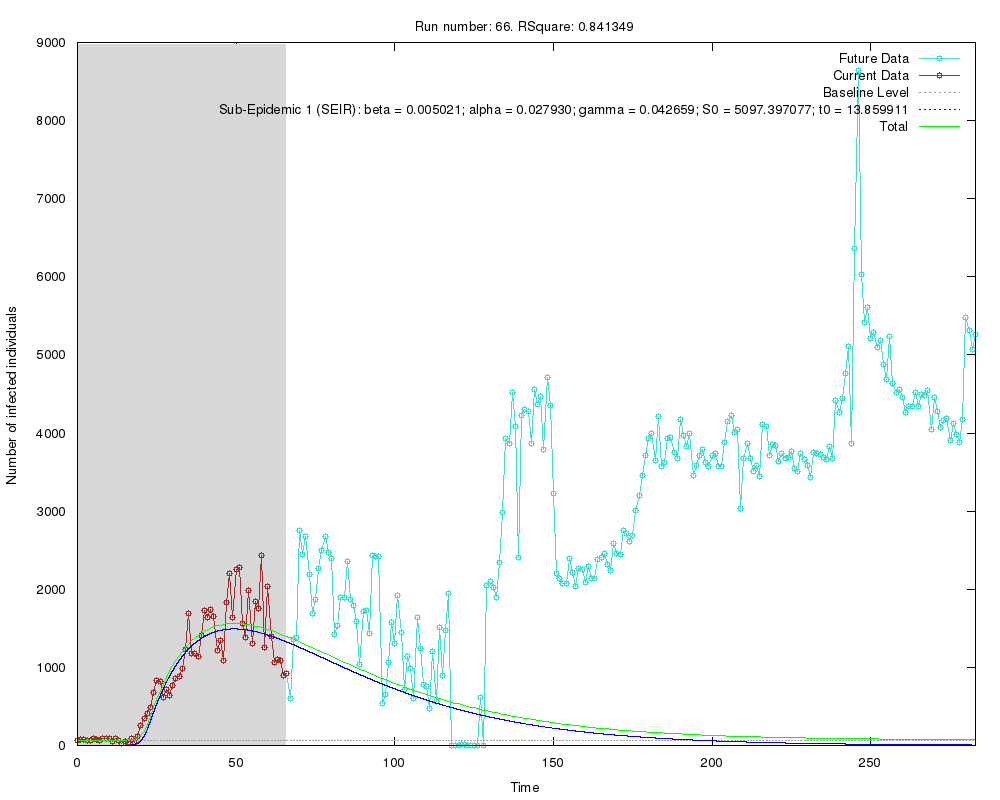 Run number: 66. RSquare: 0.841349
Future Data
Current Data
Baseline Level
Sub-Epidemic 1 (SEIR): beta = 0.005021; alpha = 0.027930; gamma = 0.042659; S0 = 5097.397077; t0 = 13.859911
Total
9000
8000
7000
6000
5000
4000
3000
2000
1000
0
Number of infected individuals
0 50 100 150 200 250
Time